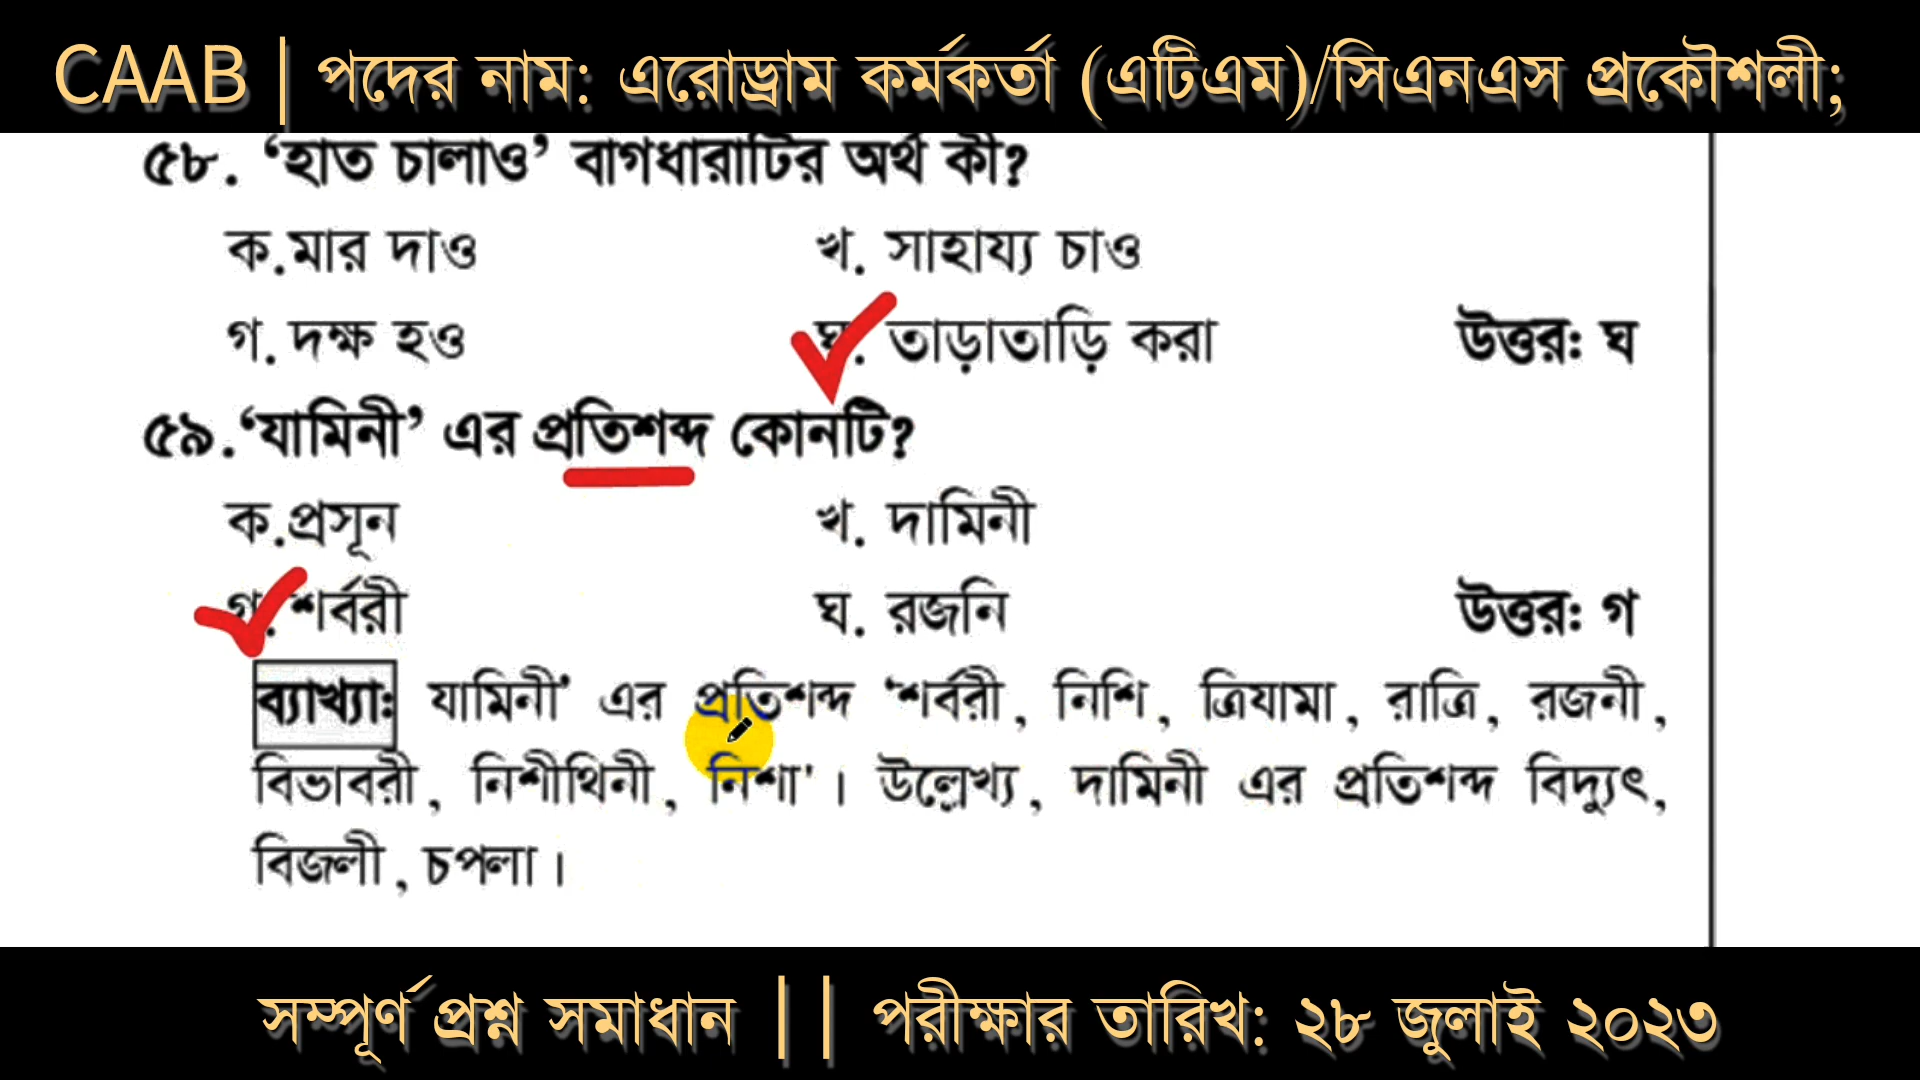 CAAB | পদের নাম: এরোড্রাম কর্মকর্তা (এটিএম)/সিএনএস প্রকৌশলী;
৫৮. ‘হাত চালাও’ বাগধারাটির অর্থ কী?
ক.মার দাও খ. সাহায্য চাও
গ. দক্ষ হও ঘ. তাড়াতাড়ি করা উত্তর: ঘ
৫৯.‘যামিনী’ এর প্রতিশব্দ কোনটি?
ক.প্রসূন খ. দামিনী
গ. শর্বরী ঘ. রজনি উত্তর: গ
ব্যাখ্যা: যামিনী’ এর প্রতিশব্দ ‘শর্বরী, নিশি, ত্রিযামা, রাত্রি, রজনী,
বিভাবরী, নিশীথিনী, নিশা'। উল্লেখ্য, দামিনী এর প্রতিশব্দ বিদ্যুৎ,
বিজলী, চপলা।
সম্পূর্ণ প্রশ্ন সমাধান || পরীক্ষার তারিখ: ২৮ জুলাই ২০২৩